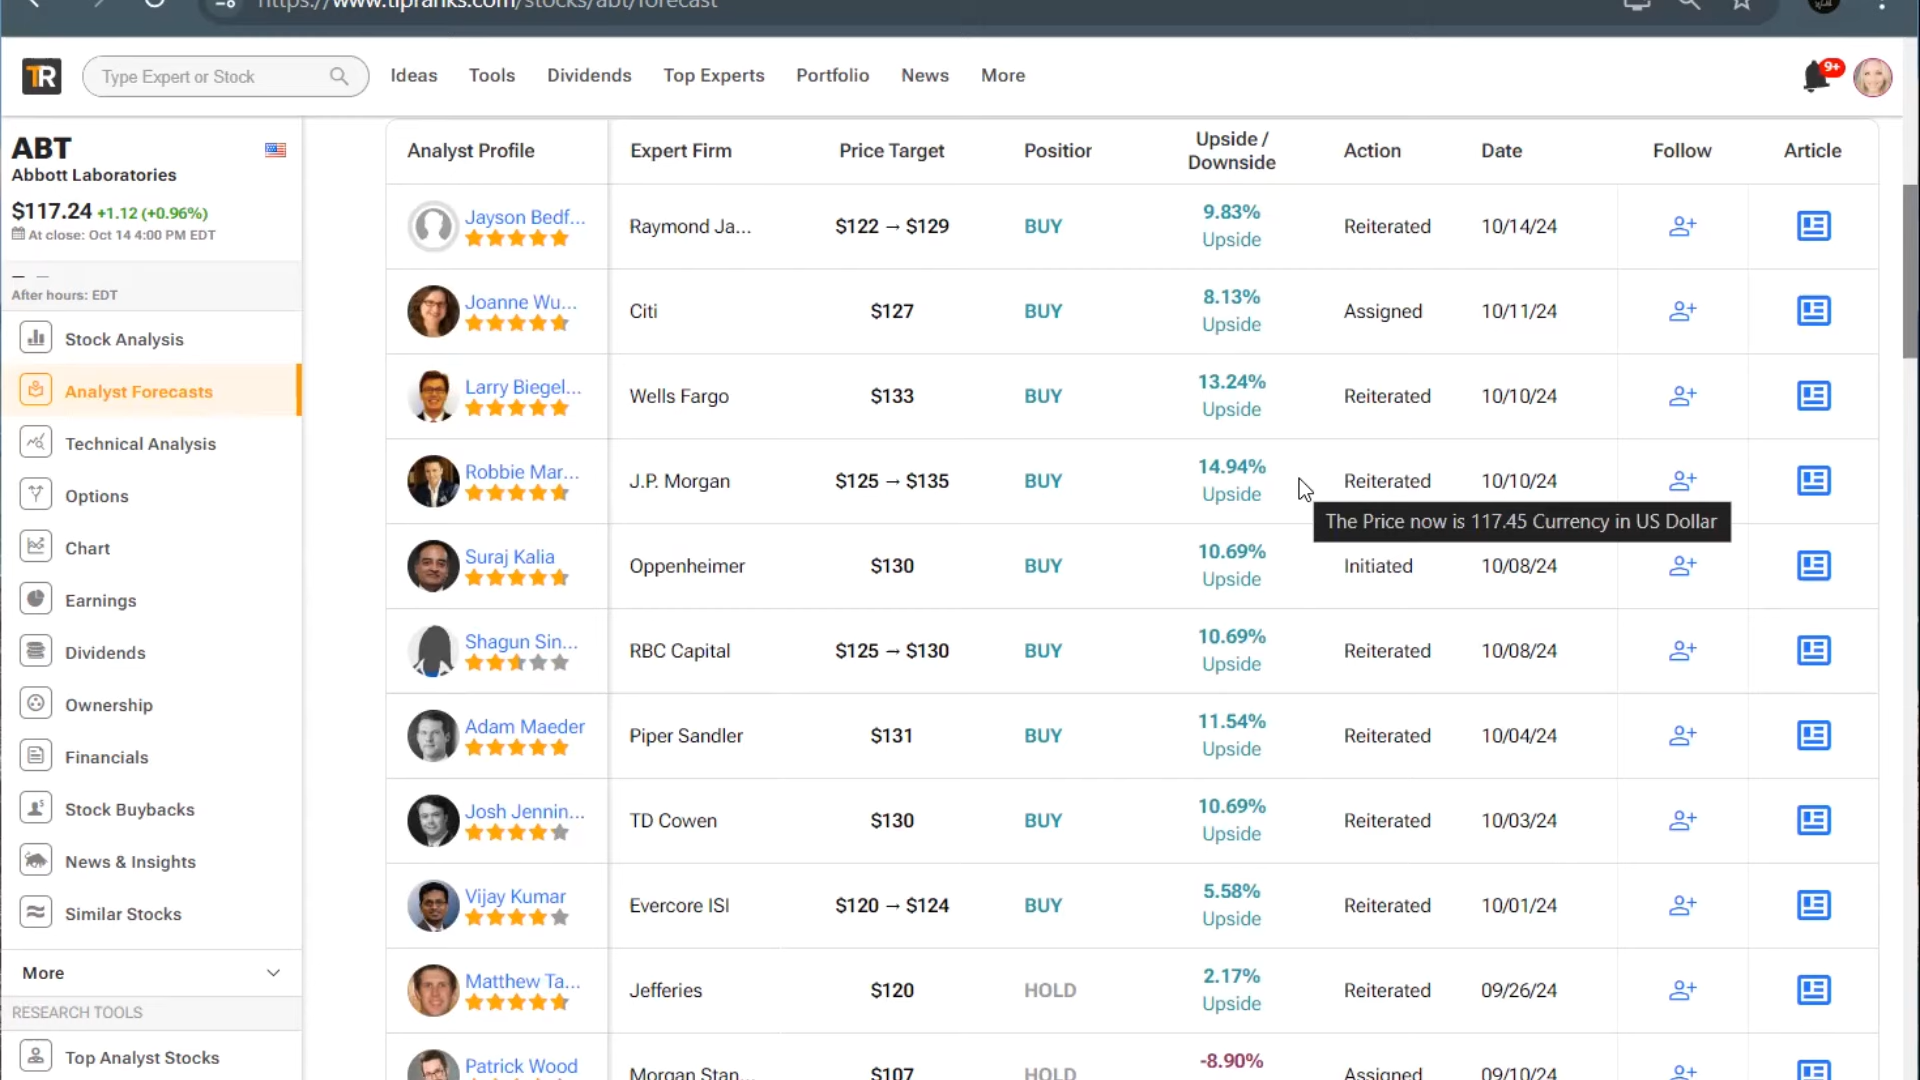 https://www.tipranks.com/stocks/abt/forecast
TR
Type Expert or Stock
Ideas
Tools
Dividends
Top Experts
Portfolio
News
More
9+
ABT
Abbott Laboratories
$117.24 +1.12 (+0.96%)
At close: Oct 14 4:00 PM EDT
— —
After hours: EDT
Stock Analysis
Analyst Forecasts
Technical Analysis
Options
Chart
Earnings
Dividends
Ownership
Financials
Stock Buybacks
News & Insights
Similar Stocks
More
RESEARCH TOOLS
Top Analyst Stocks
Analyst Profile Expert Firm Price Target Position Upside / Downside Action Date Follow Article
Jayson Bedf... Raymond Ja... $122 → $129 BUY 9.83% Upside Reiterated 10/14/24
Joanne Wu... Citi $127 BUY 8.13% Upside Assigned 10/11/24
Larry Biegel... Wells Fargo $133 BUY 13.24% Upside Reiterated 10/10/24
Robbie Mar... J.P. Morgan $125 → $135 BUY 14.94% Upside Reiterated 10/10/24
The Price now is 117.45 Currency in US Dollar
Suraj Kalia Oppenheimer $130 BUY 10.69% Upside Initiated 10/08/24
Shagun Sin... RBC Capital $125 → $130 BUY 10.69% Upside Reiterated 10/08/24
Adam Maeder Piper Sandler $131 BUY 11.54% Upside Reiterated 10/04/24
Josh Jennin... TD Cowen $130 BUY 10.69% Upside Reiterated 10/03/24
Vijay Kumar Evercore ISI $120 → $124 BUY 5.58% Upside Reiterated 10/01/24
Matthew Ta... Jefferies $120 HOLD 2.17% Upside Reiterated 09/26/24
Patrick Wood Morgan Stan... $107 HOLD -8.90% Assigned 09/10/24